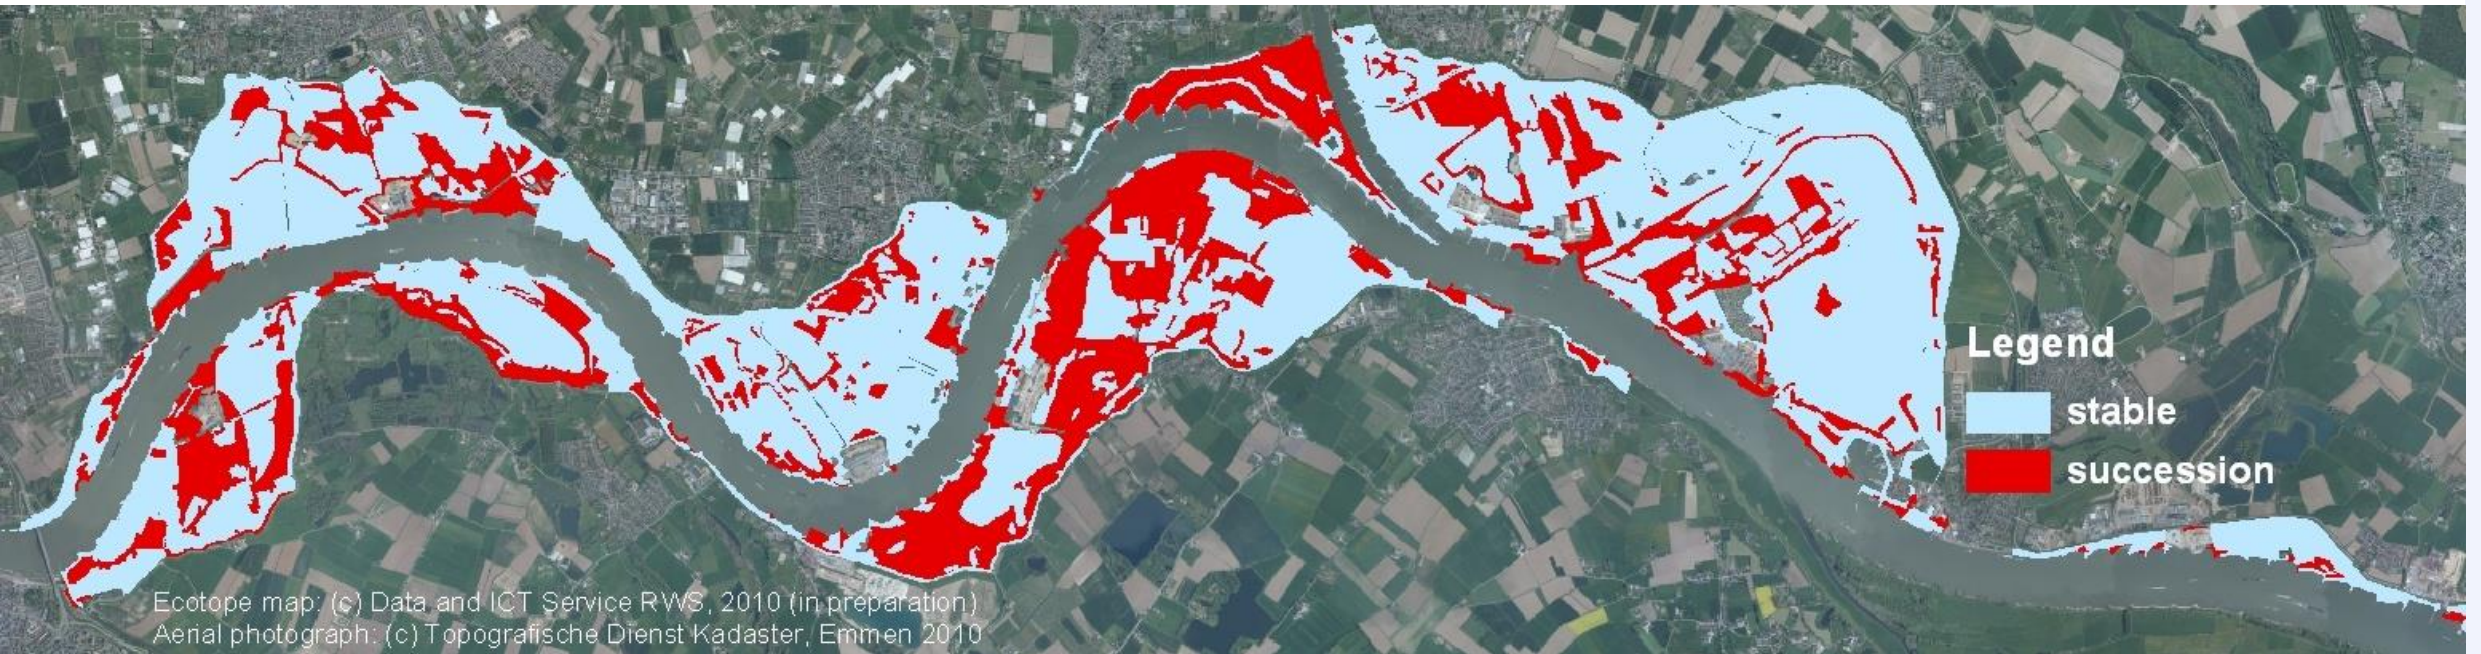 Legend
stable
succession
Ecotope map: (c) Data and ICT Service RWS, 2010 (in preparation)
Aerial photograph: (c) Topografische Dienst Kadaster, Emmen 2010